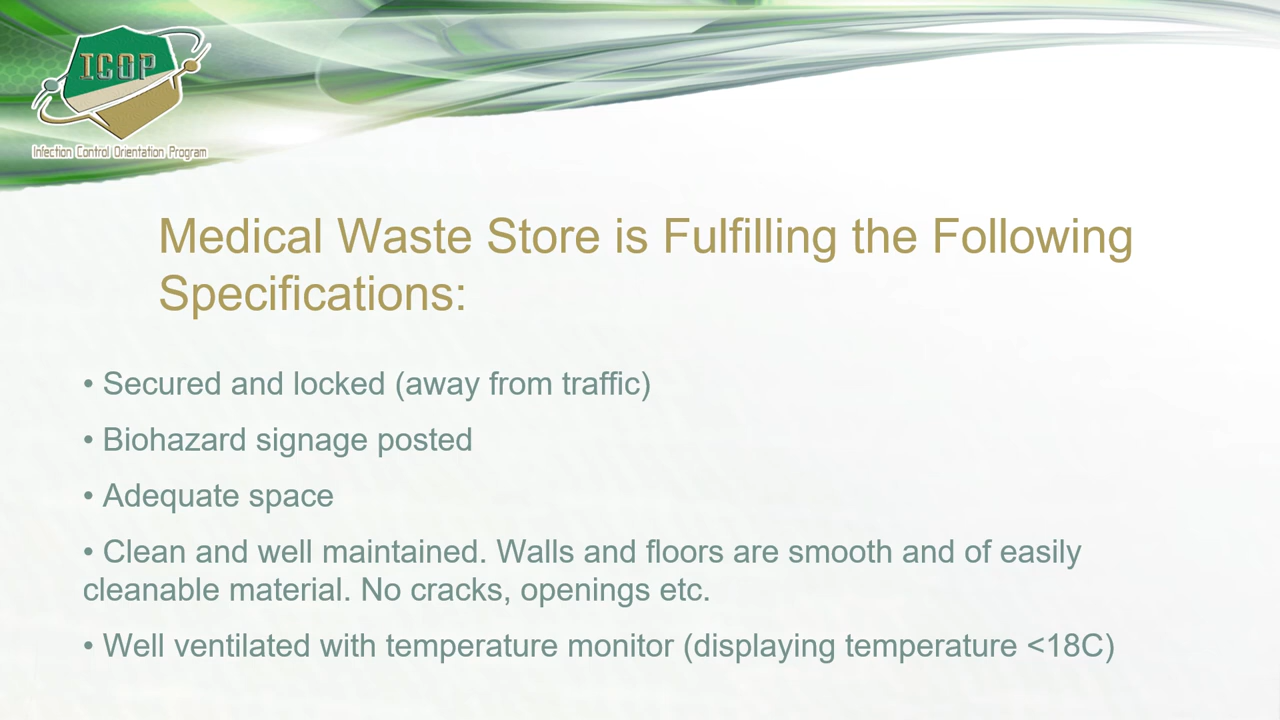 ICOP
Infection Control Orientation Program
Medical Waste Store is Fulfilling the Following
Specifications:
• Secured and locked (away from traffic)
• Biohazard signage posted
• Adequate space
• Clean and well maintained. Walls and floors are smooth and of easily
cleanable material. No cracks, openings etc.
• Well ventilated with temperature monitor (displaying temperature <18C)